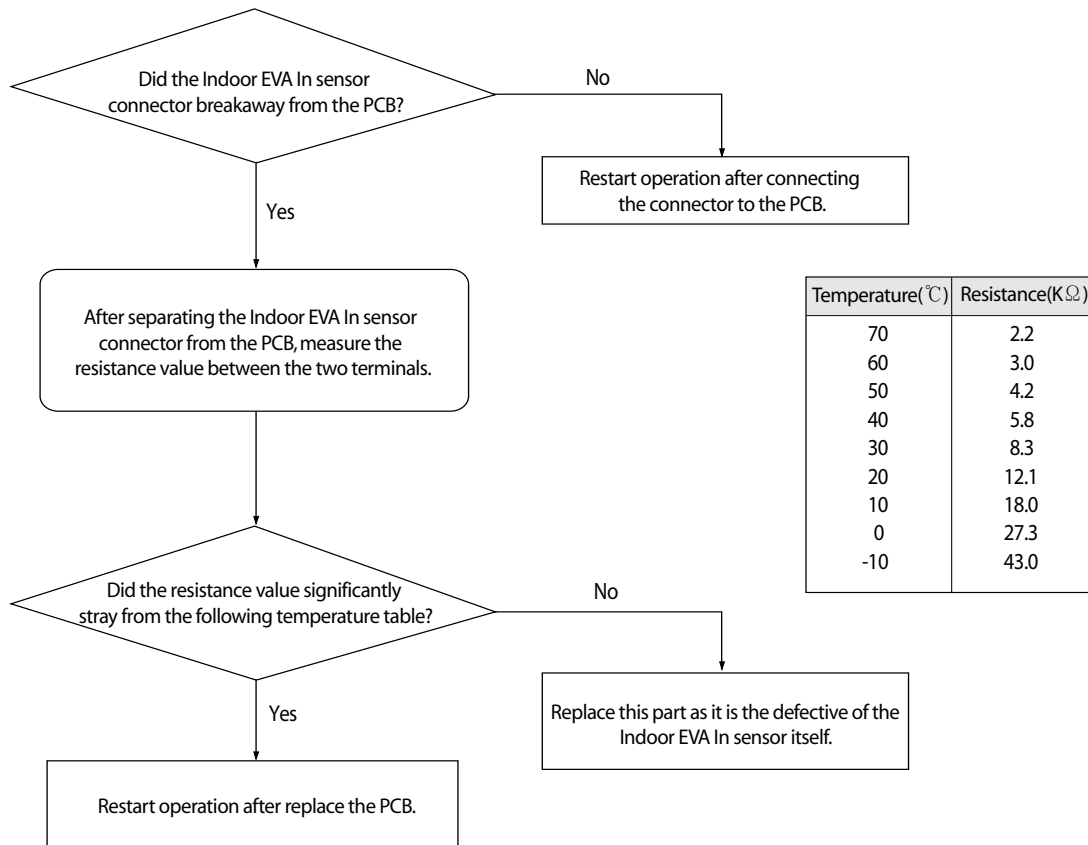 Did the Indoor EVA In sensor
connector breakaway from the PCB?
No
Restart operation after connecting
the connector to the PCB.
Yes
After separating the Indoor EVA In sensor
connector from the PCB, measure the
resistance value between the two terminals.
Temperature(℃) Resistance(KΩ)
70 2.2
60 3.0
50 4.2
40 5.8
30 8.3
20 12.1
10 18.0
0 27.3
-10 43.0
Did the resistance value significantly
stray from the following temperature table?
No
Replace this part as it is the defective of the
Indoor EVA In sensor itself.
Yes
Restart operation after replace the PCB.